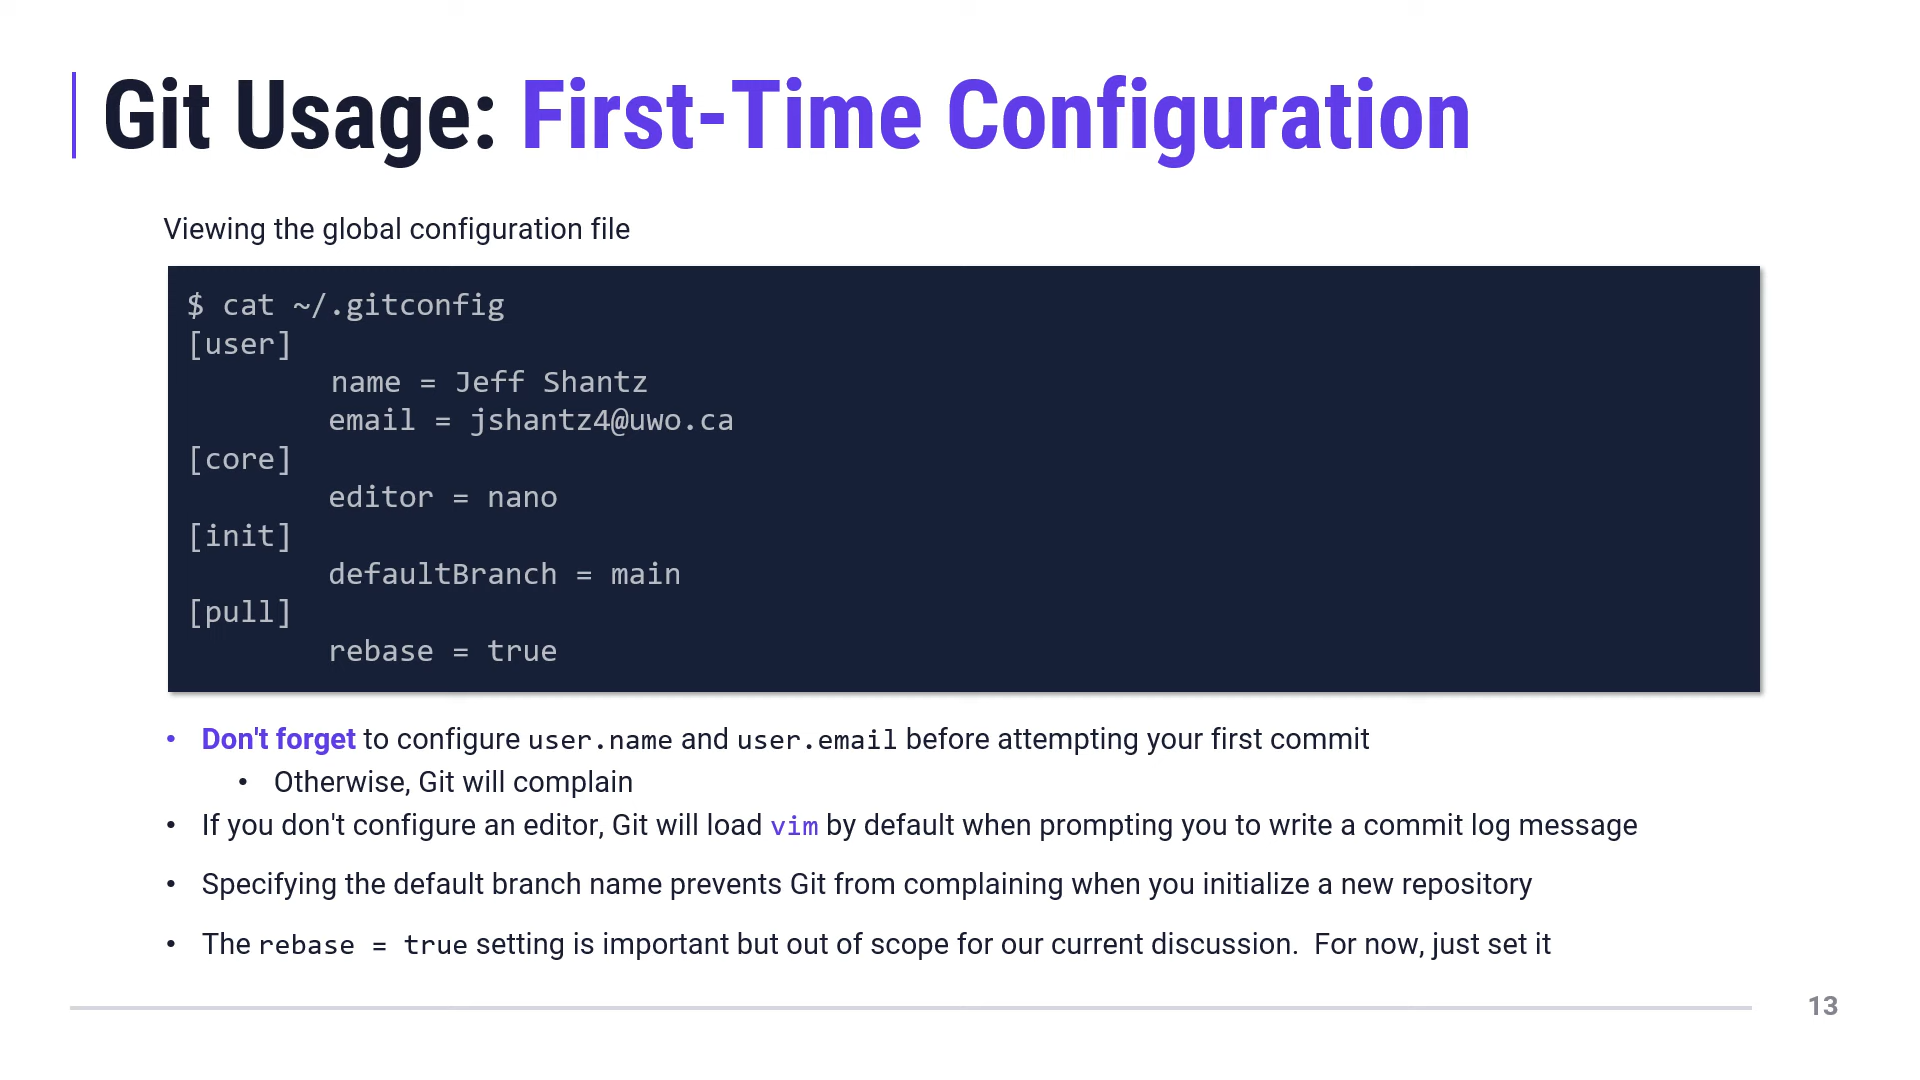 Git Usage: First-Time Configuration
Viewing the global configuration file
$ cat ~/.gitconfig
[user]
name = Jeff Shantz
email = jshantz4@uwo.ca
[core]
editor = nano
[init]
defaultBranch = main
[pull]
rebase = true
• Don't forget to configure user.name and user.email before attempting your first commit
• Otherwise, Git will complain
• If you don't configure an editor, Git will load vim by default when prompting you to write a commit log message
• Specifying the default branch name prevents Git from complaining when you initialize a new repository
• The rebase = true setting is important but out of scope for our current discussion.  For now, just set it
13